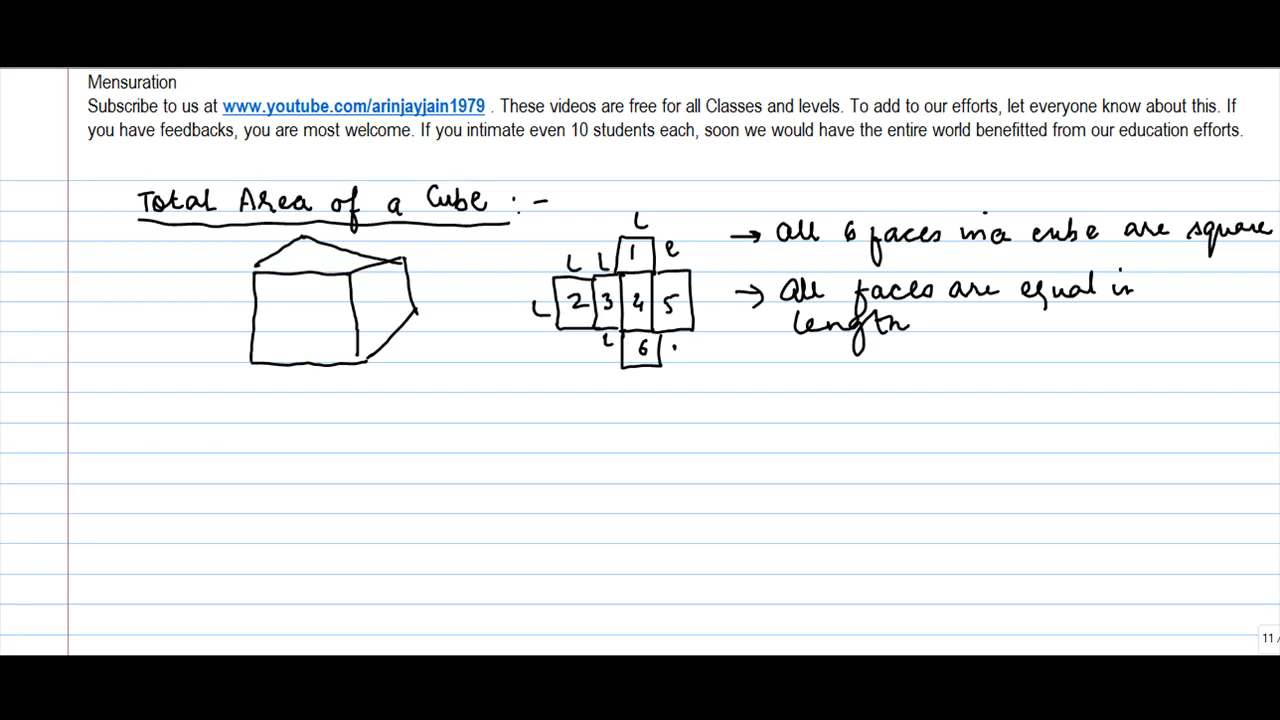 Mensuration
Subscribe to us at www.youtube.com/arinjayjain1979 . These videos are free for all Classes and levels. To add to our efforts, let everyone know about this. If
you have feedbacks, you are most welcome. If you intimate even 10 students each, soon we would have the entire world benefitted from our education efforts.
Total Area of a Cube :-
L
→ All 6 faces in a cube are square
L L 1 e
L 2 3 4 5
→ All faces are equal in
length
L 6
11/